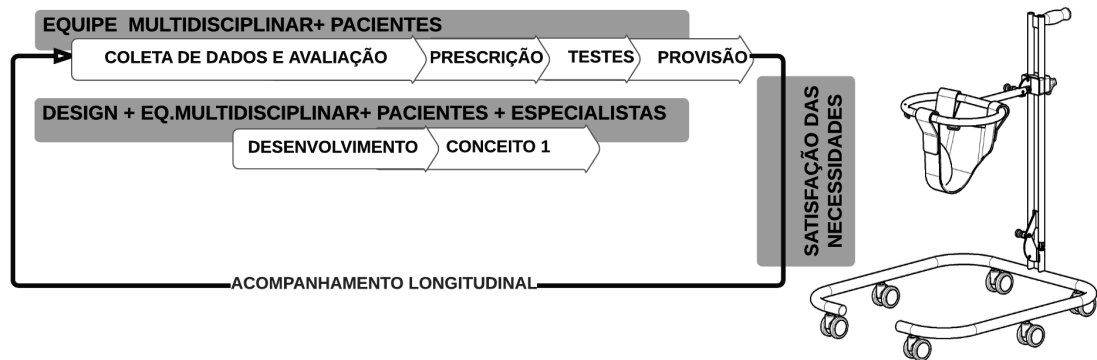 EQUIPE MULTIDISCIPLINAR+ PACIENTES
COLETA DE DADOS E AVALIAÇÃO
PRESCRIÇÃO
TESTES
PROVISÃO
DESIGN + EQ.MULTIDISCIPLINAR+ PACIENTES + ESPECIALISTAS
DESENVOLVIMENTO
CONCEITO 1
SATISFAÇÃO DAS
NECESSIDADES
ACOMPANHAMENTO LONGITUDINAL